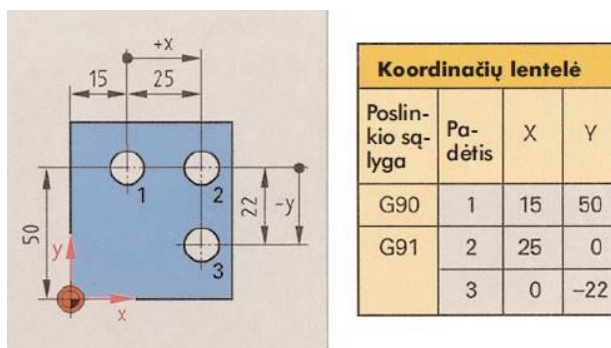 +x
15
25
1
2
50
22
-y
3
y
x
Koordinačių lentelė
Poslin-
kio są-
lyga
Pa-
dėtis
X
Y
G90 1 15 50
G91 2 25 0
3 0 –22